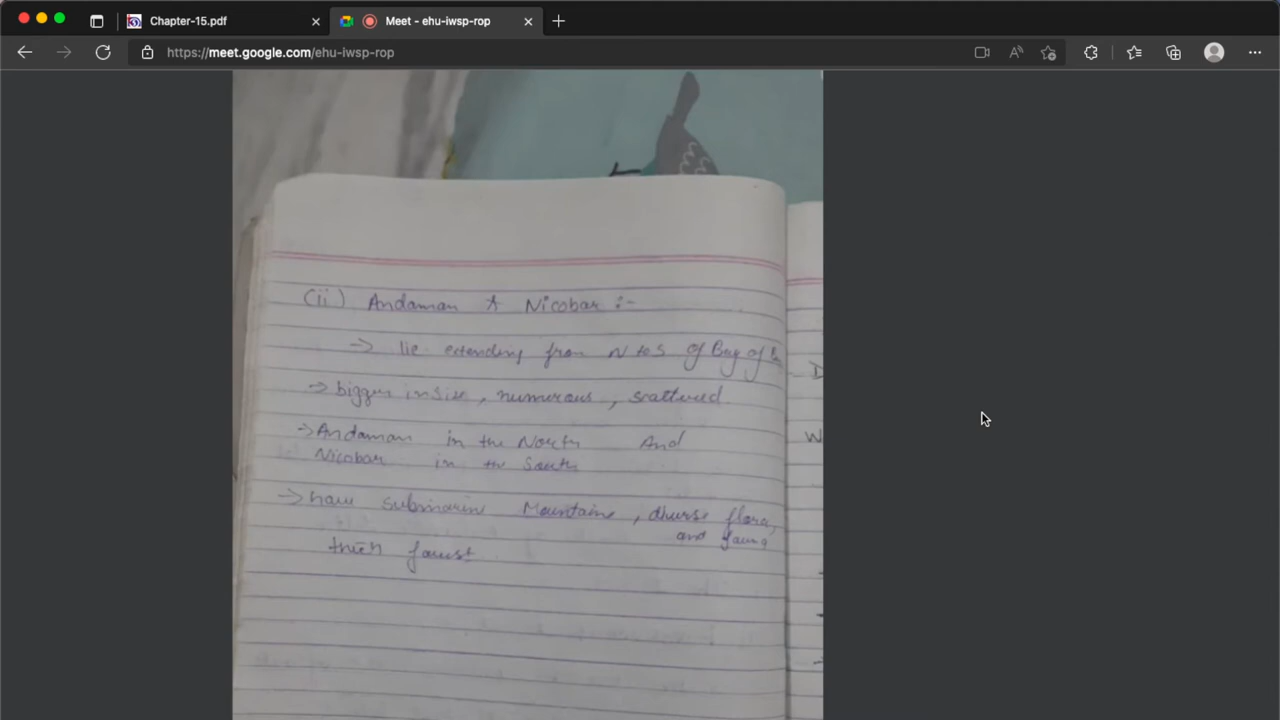 Chapter-15.pdf
Meet - ehu-iwsp-rop
https://meet.google.com/ehu-iwsp-rop
(ii) Andaman & Nicobar :-
→ lie extending from N to S of Bay of
→ bigger in size, numerous, scattered
→ Andaman in the North And
Nicobar in the South
→ have submarine Mountains, diverse flora,
and fauna
thick forest